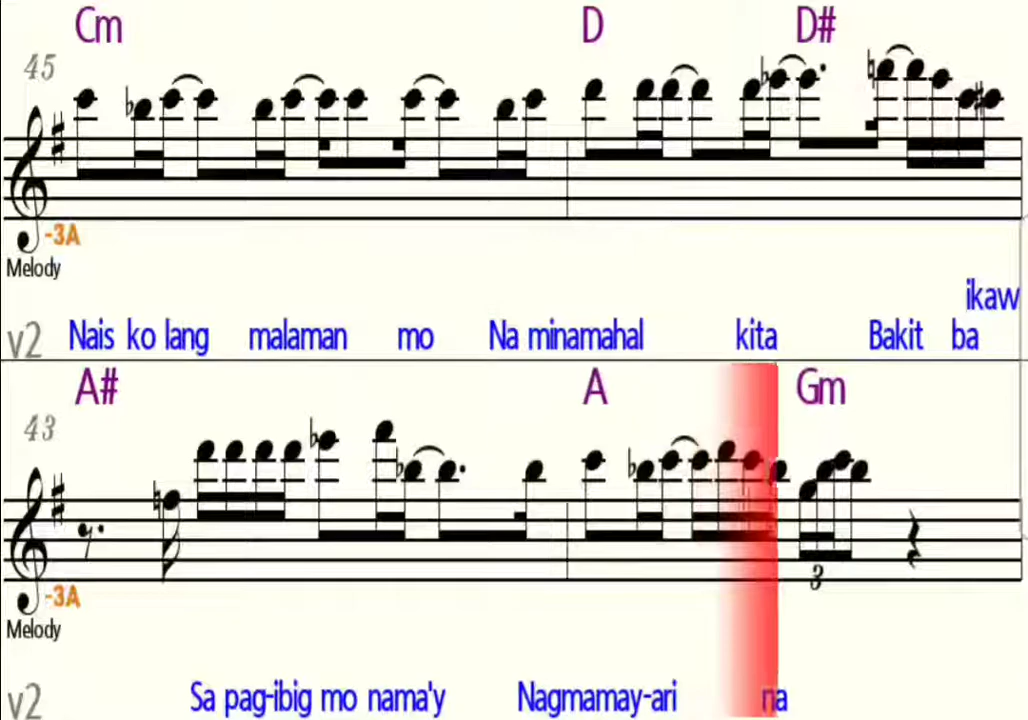 Cm D D#
45
-3A
Melody
ikaw
v2 Nais ko lang malaman mo Na minamahal kita Bakit ba
A# A Gm
43
3
-3A
Melody
v2 Sa pag-ibig mo nama'y Nagmamay-ari na